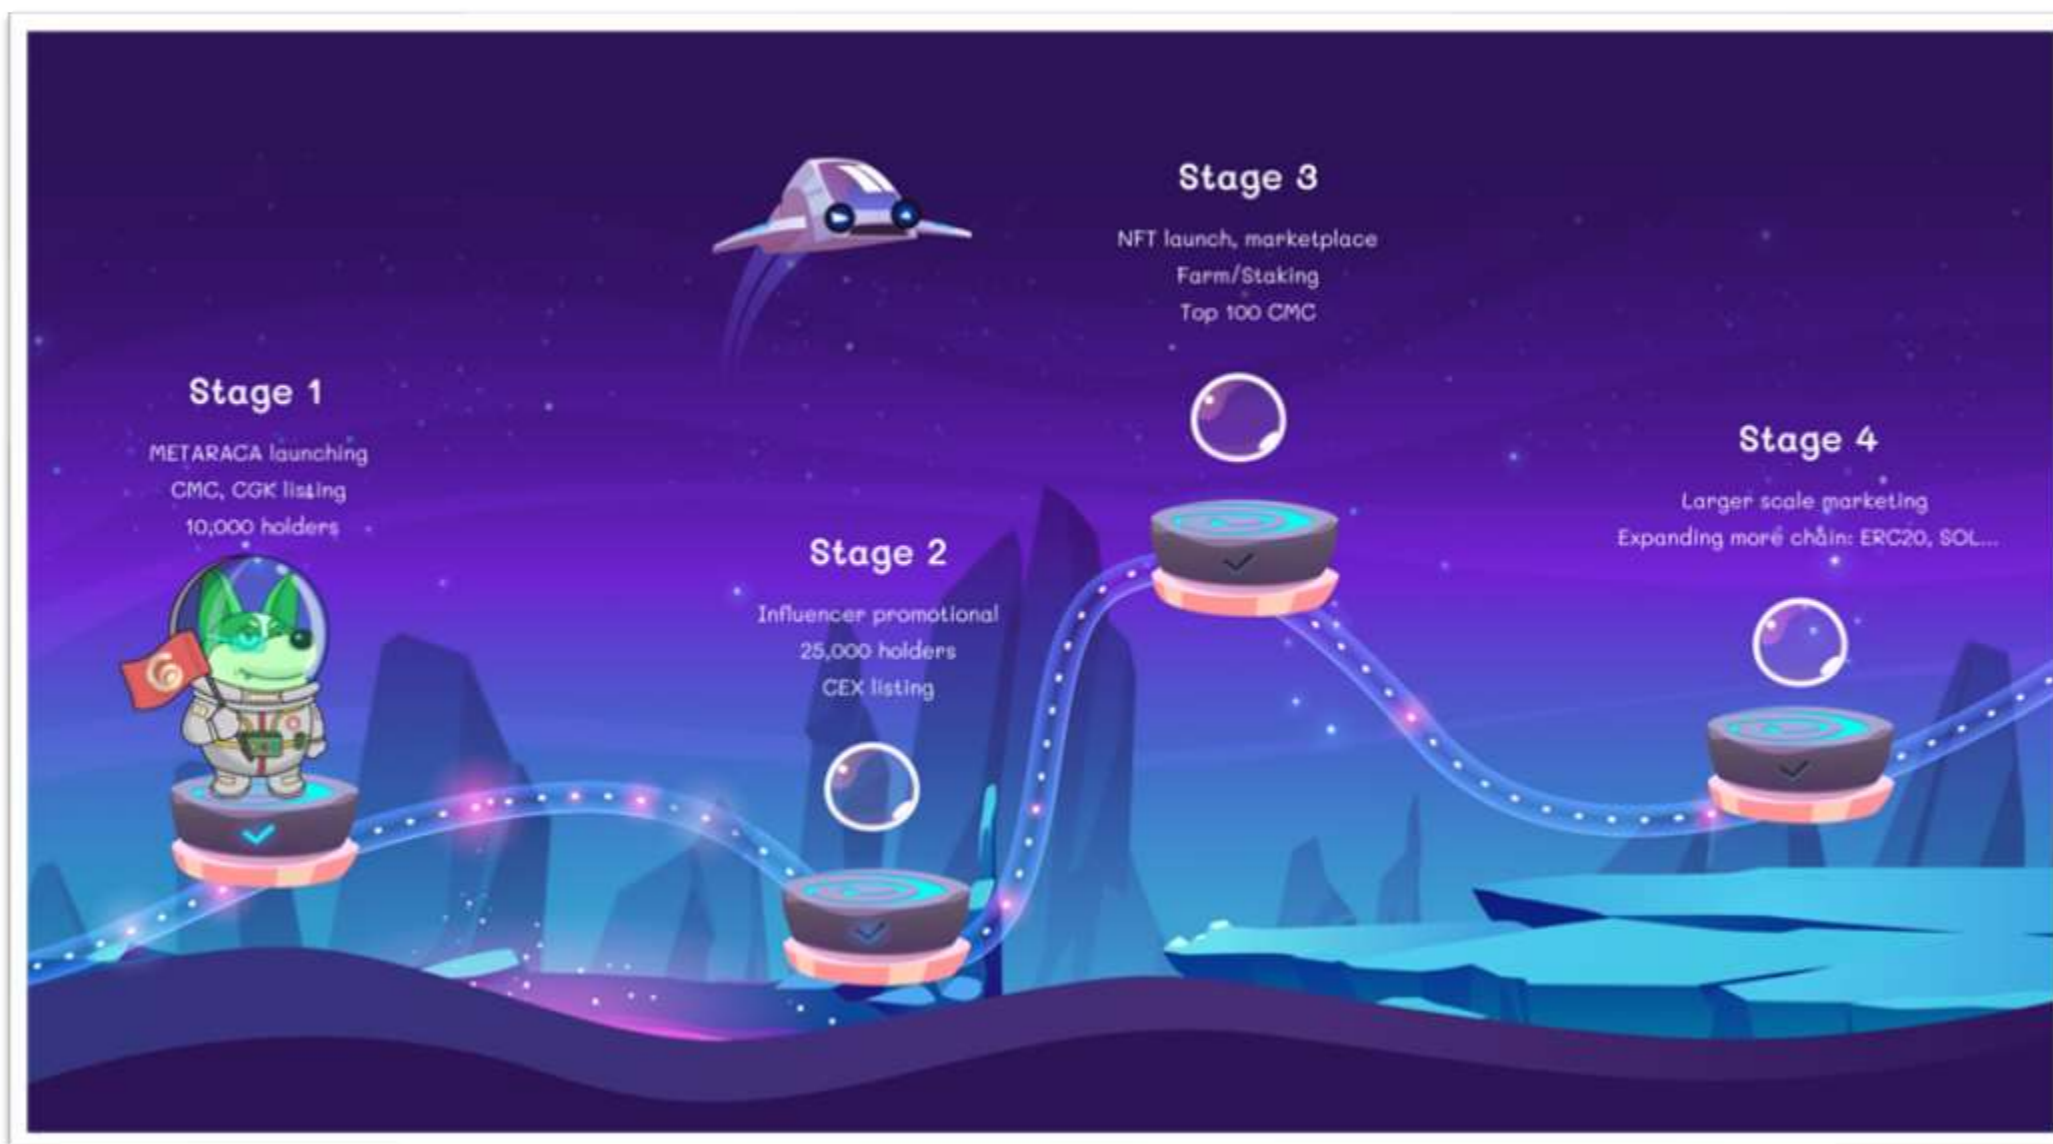 Stage 1
METARACA launching
CMC, CGK listing
10,000 holders
Stage 2
Influencer promotional
25,000 holders
CEX listing
Stage 3
NFT launch, marketplace
Farm/Staking
Top 100 CMC
Stage 4
Larger scale marketing
Expanding more chain: ERC20, SOL...